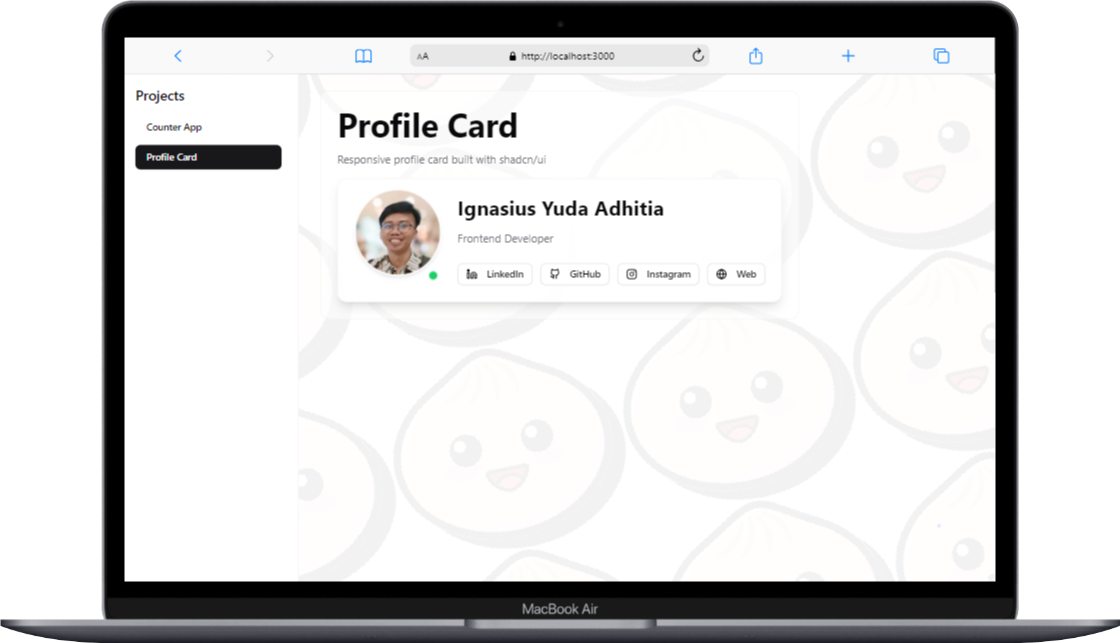 AA
http://localhost:3000
Projects
Counter App
Profile Card
Profile Card
Responsive profile card built with shadcn/ui
Ignasius Yuda Adhitia
Frontend Developer
LinkedIn GitHub Instagram Web
MacBook Air